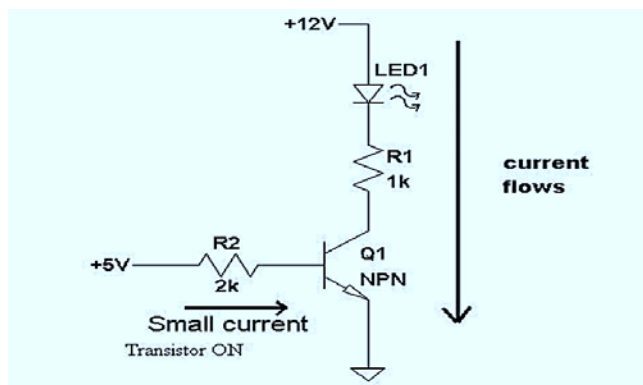 +12V
LED1
R1
1k
current
flows
R2
+5V
2k
Q1
NPN
Small current
Transistor ON